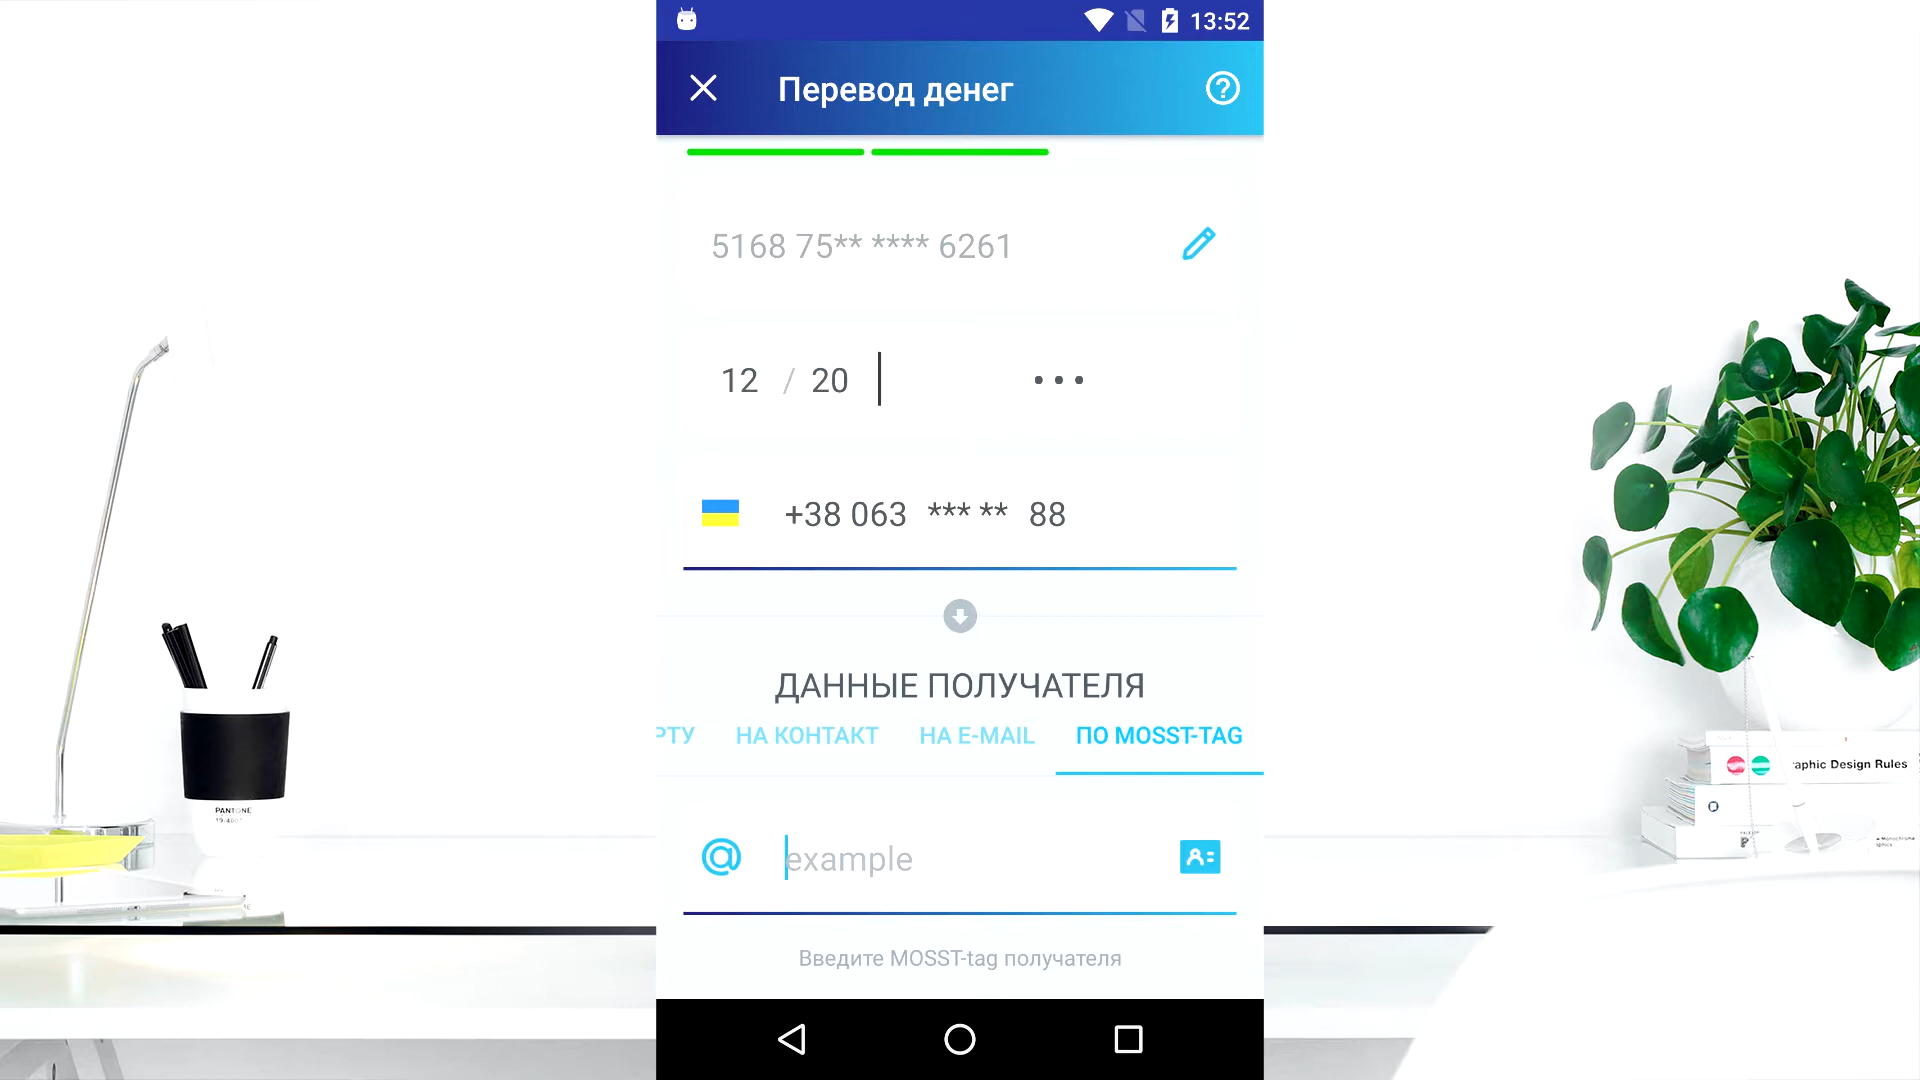 13:52
Перевод денег
5168 75** **** 6261
12 / 20
+38 063 *** ** 88
ДАННЫЕ ПОЛУЧАТЕЛЯ
РТУ НА КОНТАКТ НА E-MAIL ПО MOSST-TAG
@ example
Введите MOSST-tag получателя
PANTONE
aphic Design Rules